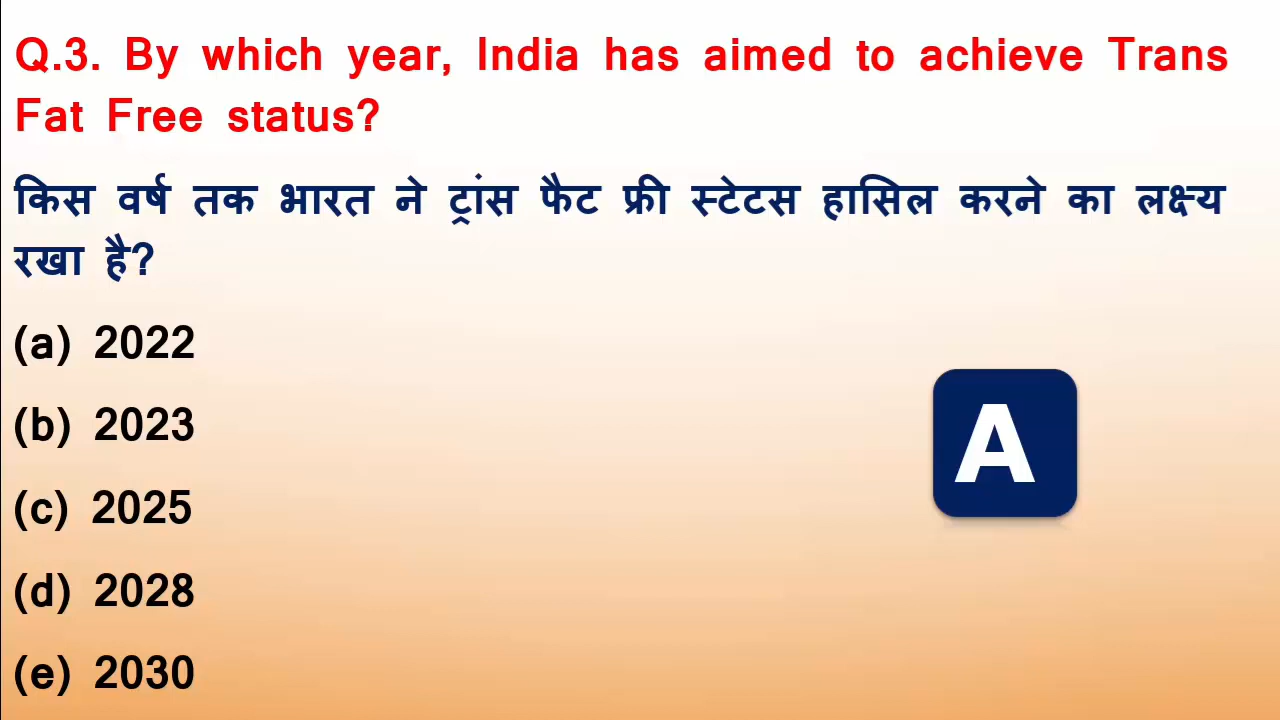 Q.3. By which year, India has aimed to achieve Trans
Fat Free status?
किस वर्ष तक भारत ने ट्रांस फैट फ्री स्टेटस हासिल करने का लक्ष्य
रखा है?
(a) 2022
(b) 2023
A
(c) 2025
(d) 2028
(e) 2030